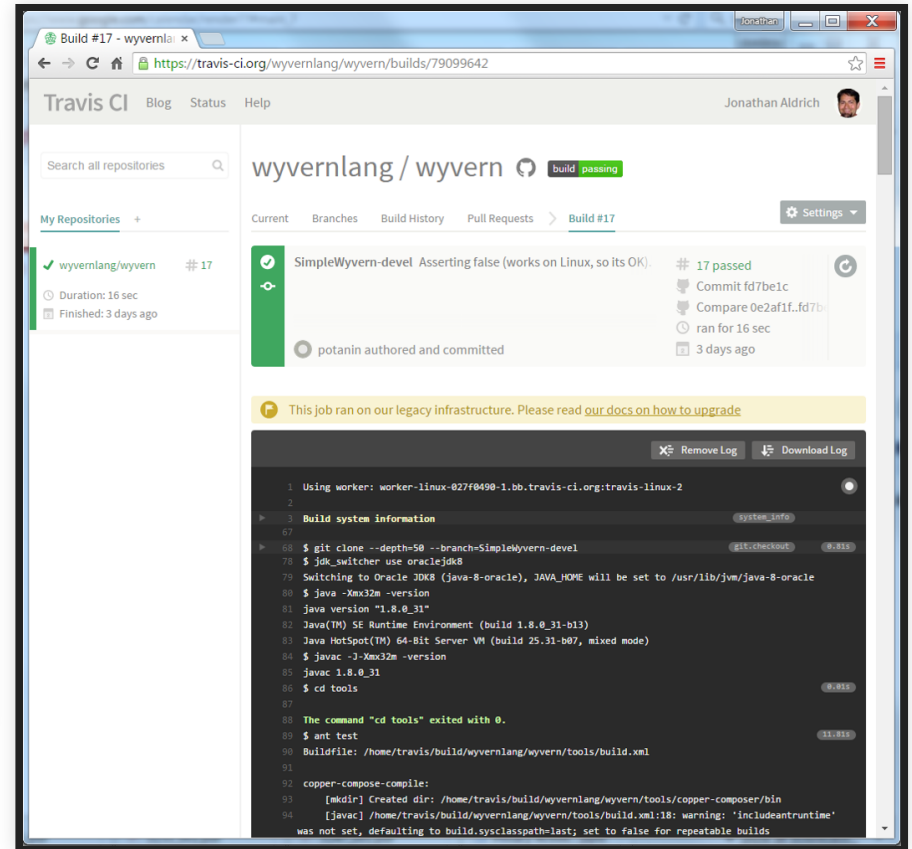 Jonathan
Build #17 - wyvernla
https://travis-ci.org/wyvernlang/wyvern/builds/79099642
Travis CI Blog Status Help Jonathan Aldrich
Search all repositories
wyvernlang / wyvern build passing
My Repositories +
Current Branches Build History Pull Requests Build #17 Settings
wyvernlang/wyvern # 17
Duration: 16 sec
Finished: 3 days ago
SimpleWyvern-devel Asserting false (works on Linux, so its OK).
potanin authored and committed
# 17 passed
Commit fd7be1c
Compare 0e2af1f..fd7b
ran for 16 sec
3 days ago
This job ran on our legacy infrastructure. Please read our docs on how to upgrade
Remove Log Download Log
1 Using worker: worker-linux-027f0490-1.bb.travis-ci.org:travis-linux-2
2
3 Build system information system_info
67
68 $ git clone --depth=50 --branch=SimpleWyvern-devel git.checkout 0.81s
78 $ jdk_switcher use oraclejdk8
79 Switching to Oracle JDK8 (java-8-oracle), JAVA_HOME will be set to /usr/lib/jvm/java-8-oracle
80 $ java -Xmx32m -version
81 java version "1.8.0_31"
82 Java(TM) SE Runtime Environment (build 1.8.0_31-b13)
83 Java HotSpot(TM) 64-Bit Server VM (build 25.31-b07, mixed mode)
84 $ javac -J-Xmx32m -version
85 javac 1.8.0_31
86 $ cd tools 0.01s
87
88 The command "cd tools" exited with 0.
89 $ ant test 11.81s
90 Buildfile: /home/travis/build/wyvernlang/wyvern/tools/build.xml
91
92 copper-compose-compile:
93 [mkdir] Created dir: /home/travis/build/wyvernlang/wyvern/tools/copper-composer/bin
94 [javac] /home/travis/build/wyvernlang/wyvern/tools/build.xml:18: warning: 'includeantruntime'
was not set, defaulting to build.sysclasspath=last; set to false for repeatable builds